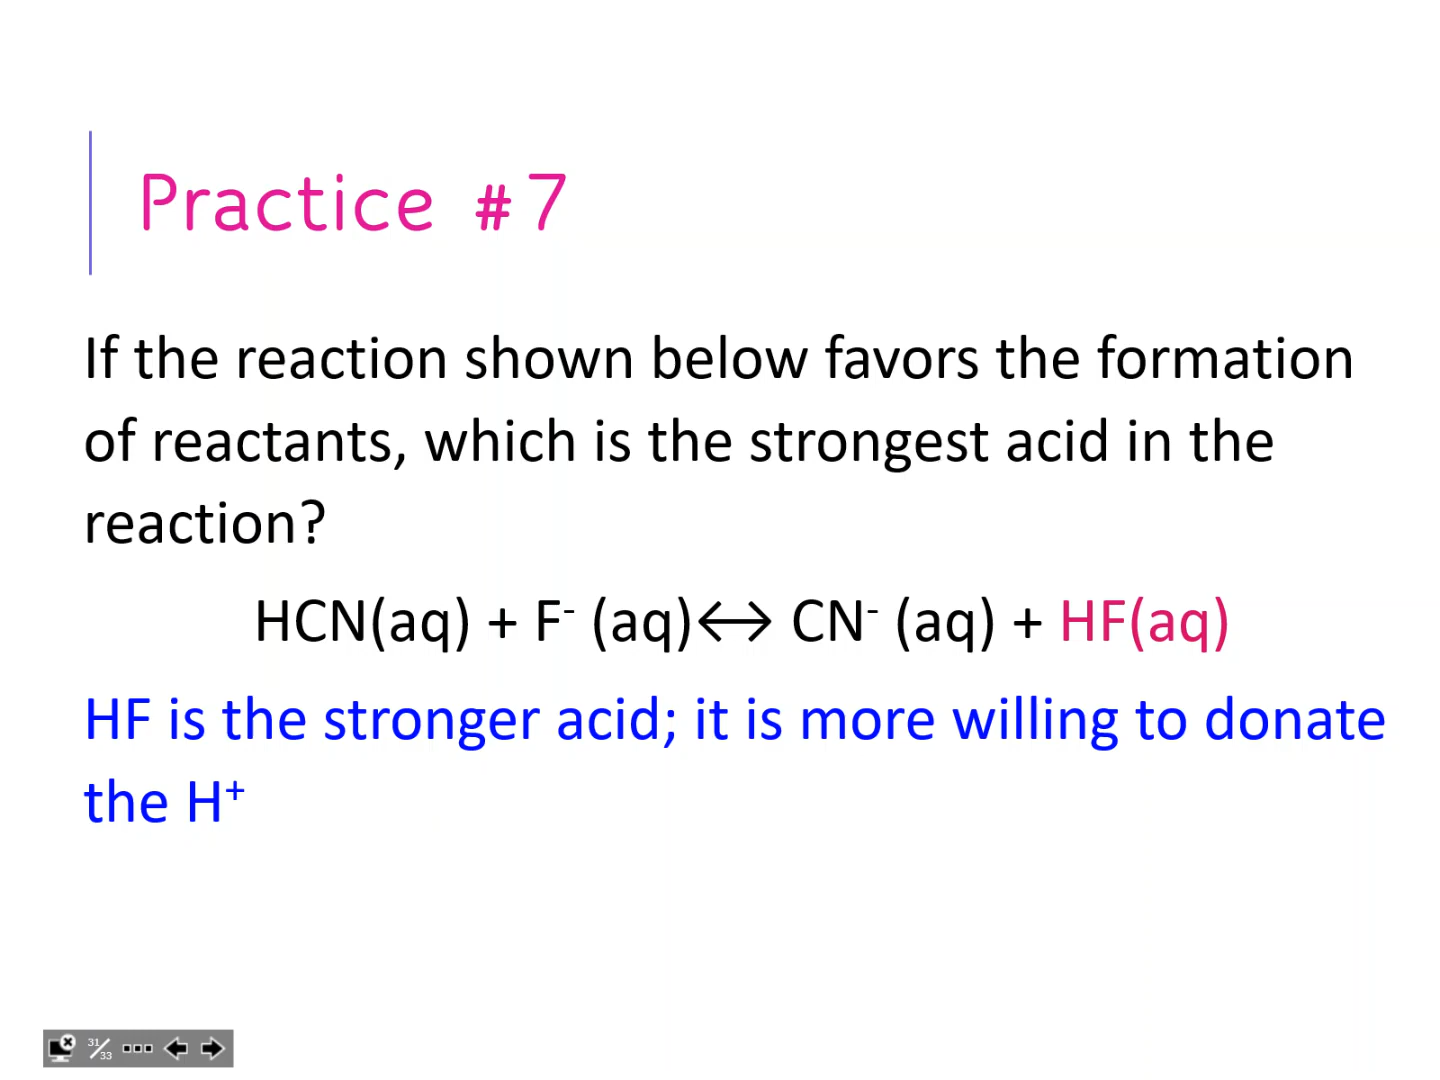 Practice #7
If the reaction shown below favors the formation
of reactants, which is the strongest acid in the
reaction?
HCN(aq) + F⁻ (aq)↔ CN⁻ (aq) + HF(aq)
HF is the stronger acid; it is more willing to donate
the H⁺
31/33